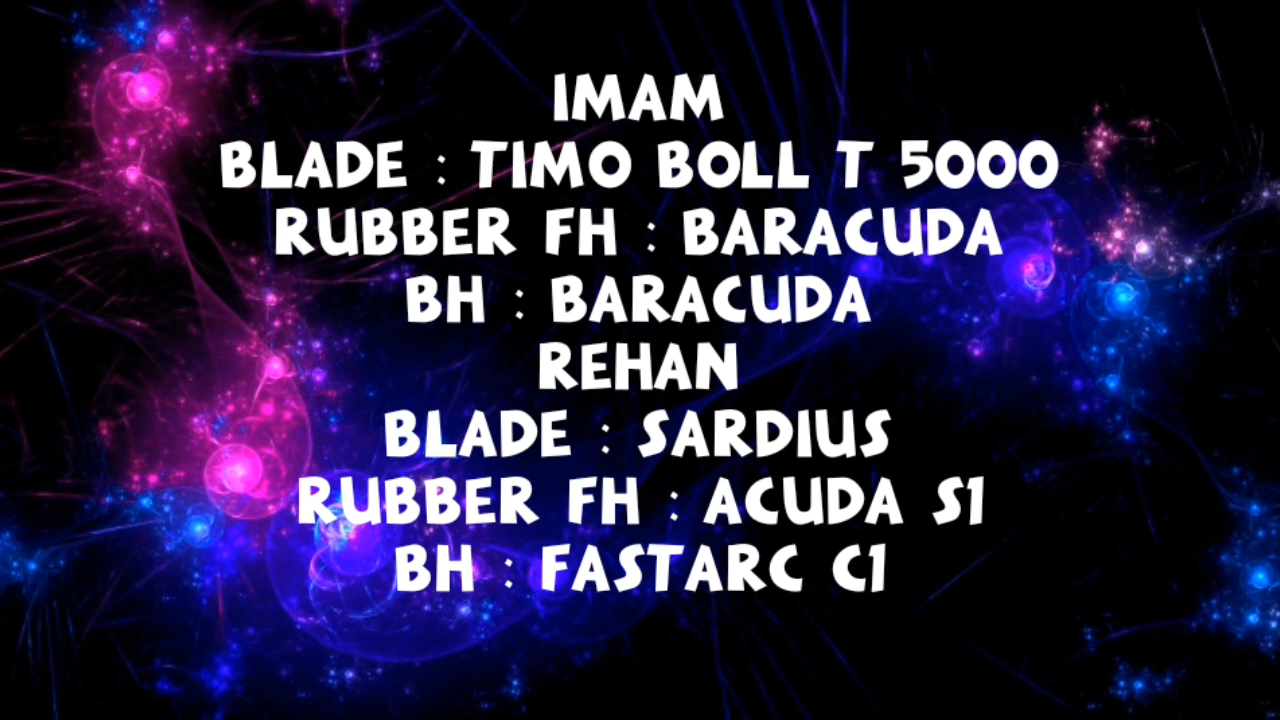 IMAM
BLADE : TIMO BOLL T 5000
RUBBER FH : BARACUDA
BH : BARACUDA
REHAN
BLADE : SARDIUS
RUBBER FH : ACUDA S1
BH : FASTARC C1